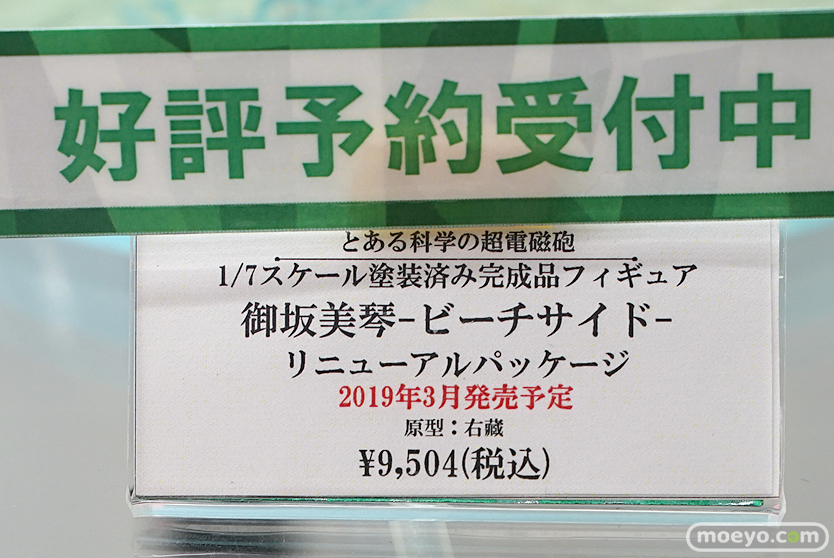 好評予約受付中
とある科学の超電磁砲
1/7スケール塗装済み完成品フィギュア
御坂美琴-ビーチサイド-
リニューアルパッケージ
2019年3月発売予定
原型：右藏
¥9,504(税込)
moeyo.com